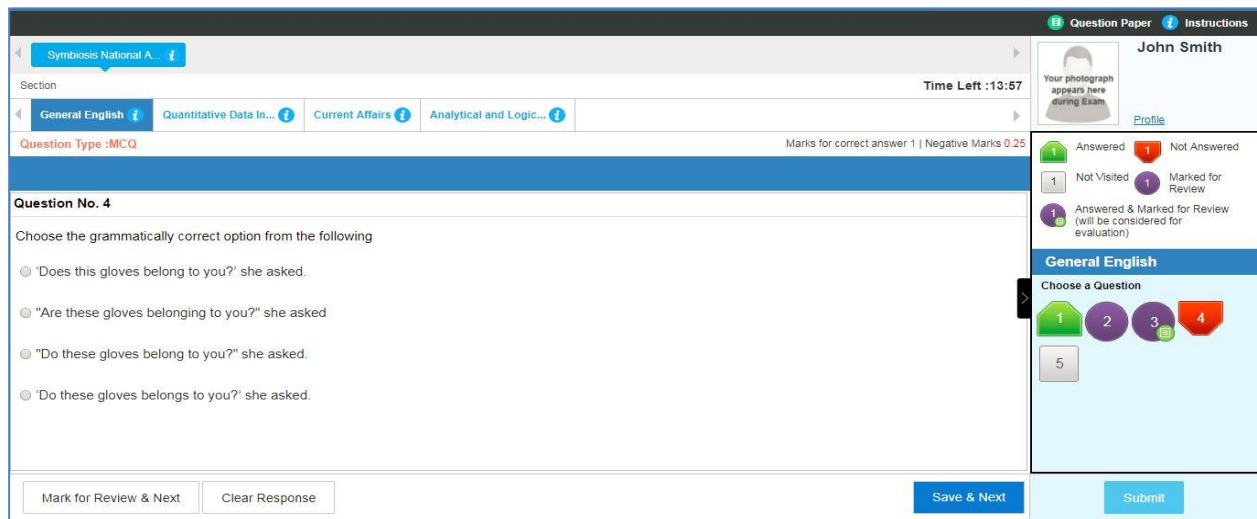 Question Paper i Instructions
Symbiosis National A... i
John Smith
Your photograph
appears here
during Exam
Profile
Section
Time Left :13:57
General English i Quantitative Data In... i Current Affairs i Analytical and Logic... i
Question Type :MCQ
Marks for correct answer 1 | Negative Marks 0.25
Question No. 4
Choose the grammatically correct option from the following
'Does this gloves belong to you?' she asked.
"Are these gloves belonging to you?" she asked
"Do these gloves belong to you?" she asked.
'Do these gloves belongs to you?' she asked.
Mark for Review & Next
Clear Response
Save & Next
1 Answered
1 Not Answered
1 Not Visited
1 Marked for
Review
1 Answered & Marked for Review
(will be considered for
evaluation)
General English
Choose a Question
>
1 2 3 4
5
Submit